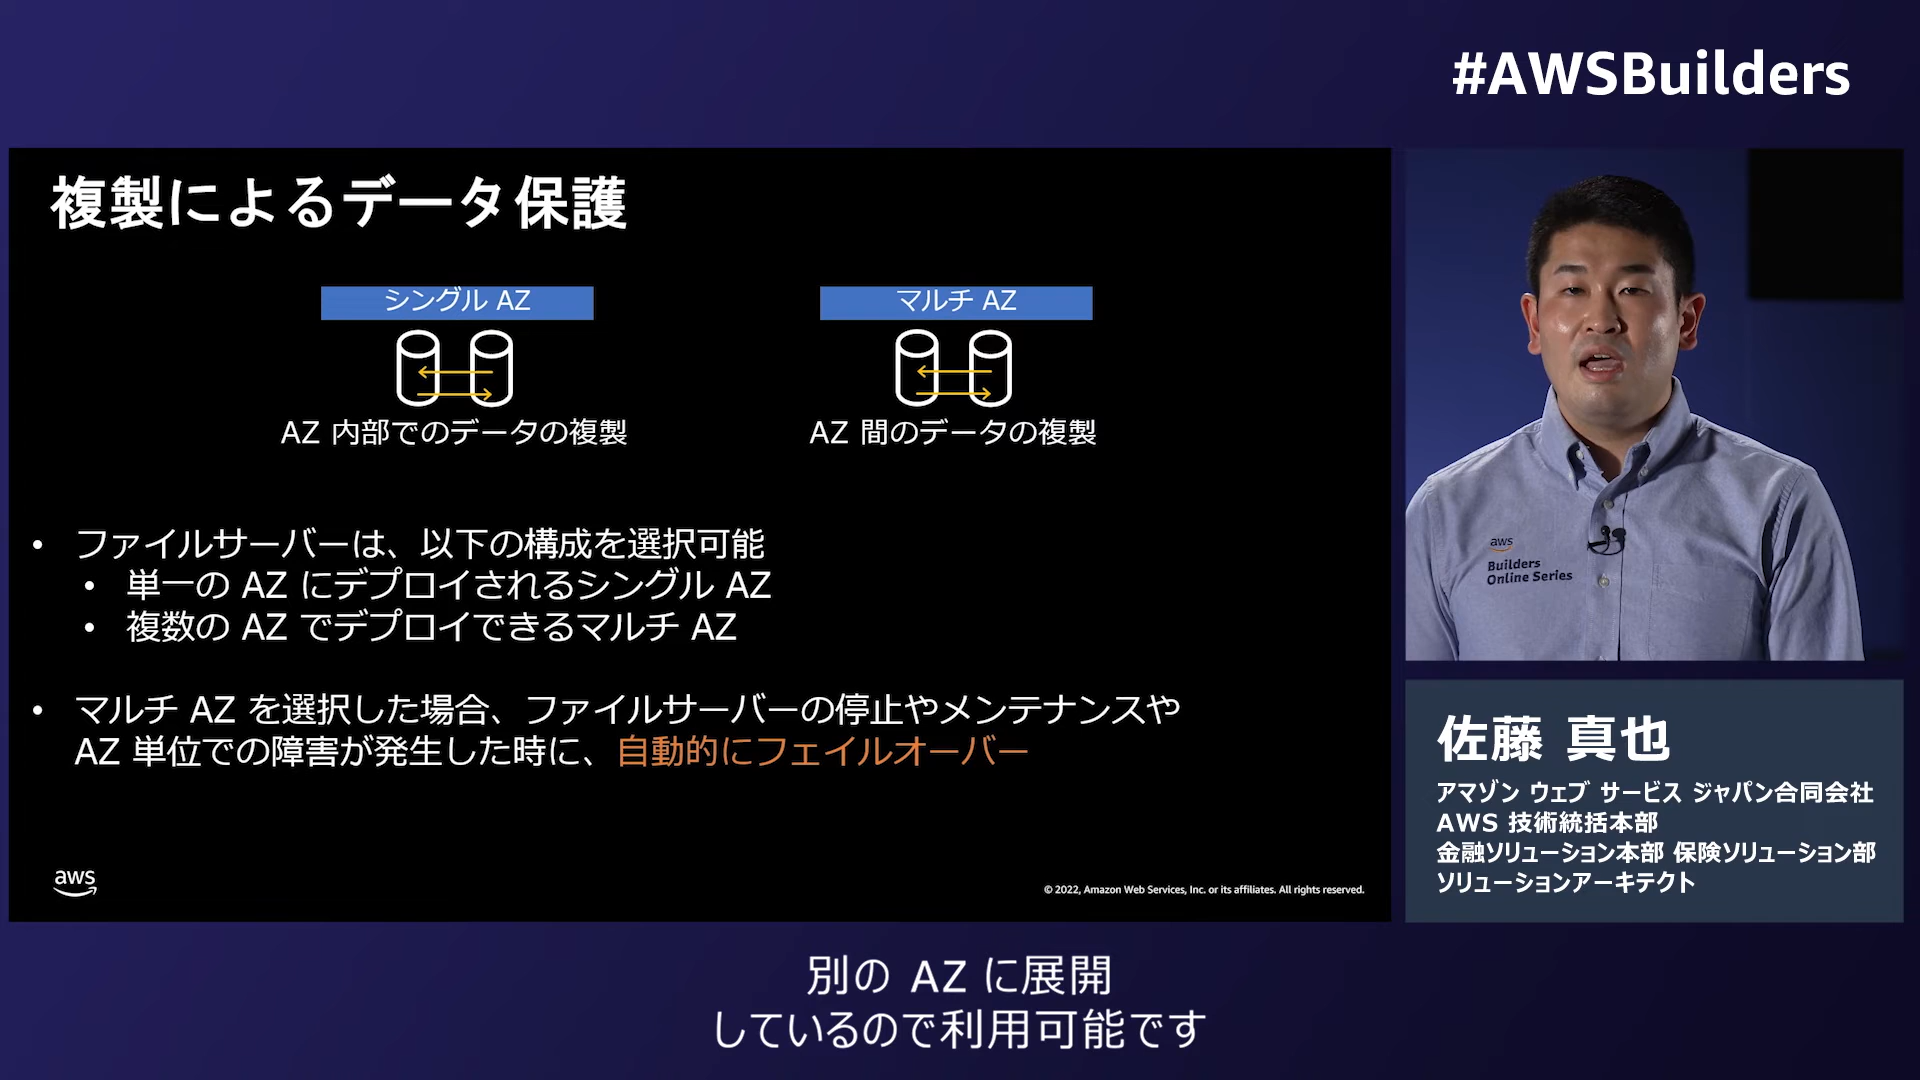 #AWSBuilders
複製によるデータ保護
シングル AZ
マルチ AZ
AZ 内部でのデータの複製
AZ 間のデータの複製
• ファイルサーバーは、以下の構成を選択可能
• 単一の AZ にデプロイされるシングル AZ
• 複数の AZ でデプロイできるマルチ AZ
• マルチ AZ を選択した場合、ファイルサーバーの停止やメンテナンスや
AZ 単位での障害が発生した時に、自動的にフェイルオーバー
aws
© 2022, Amazon Web Services, Inc. or its affiliates. All rights reserved.
aws
Builders
Online Series
佐藤 真也
アマゾン ウェブ サービス ジャパン合同会社
AWS 技術統括本部
金融ソリューション本部 保険ソリューション部
ソリューションアーキテクト
別の AZ に展開
しているので利用可能です